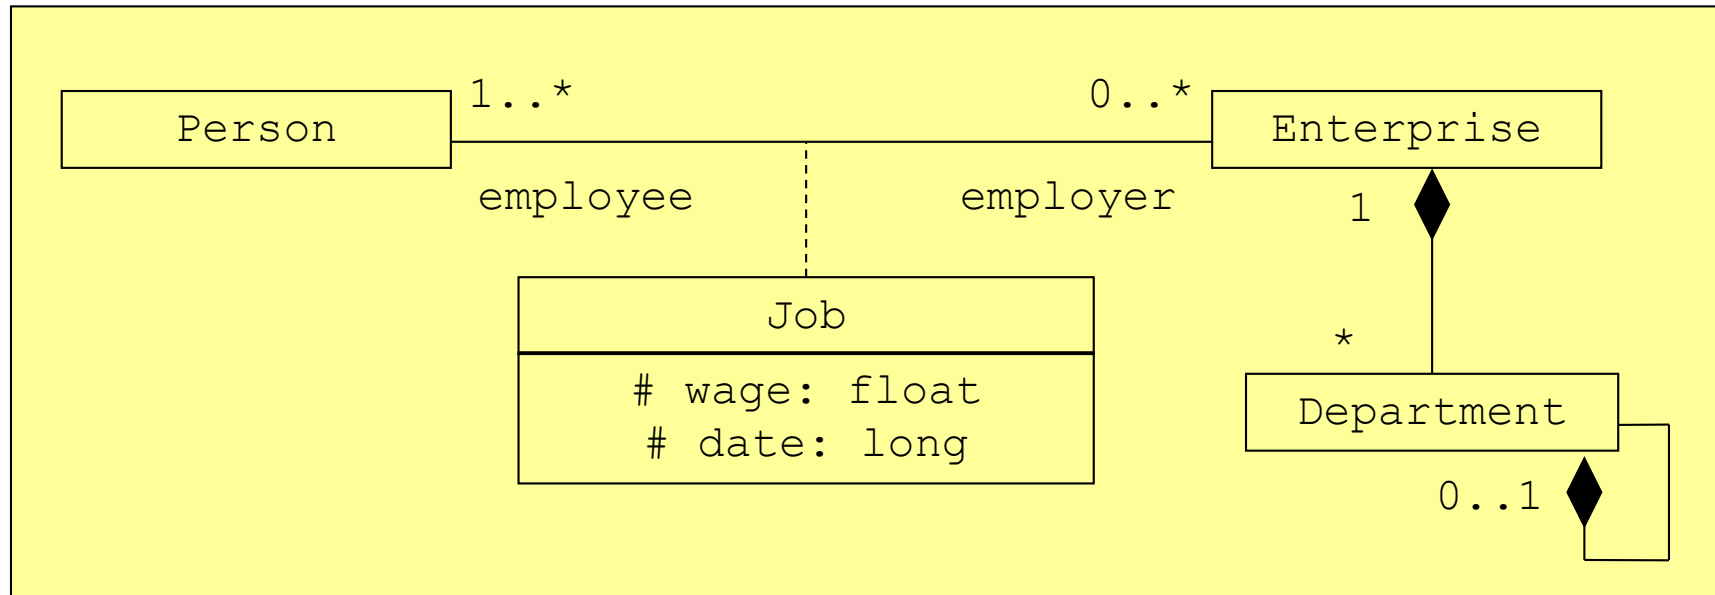 1..*
0..*
Person
Enterprise
employee
employer
1
Job
*
# wage: float
# date: long
Department
0..1